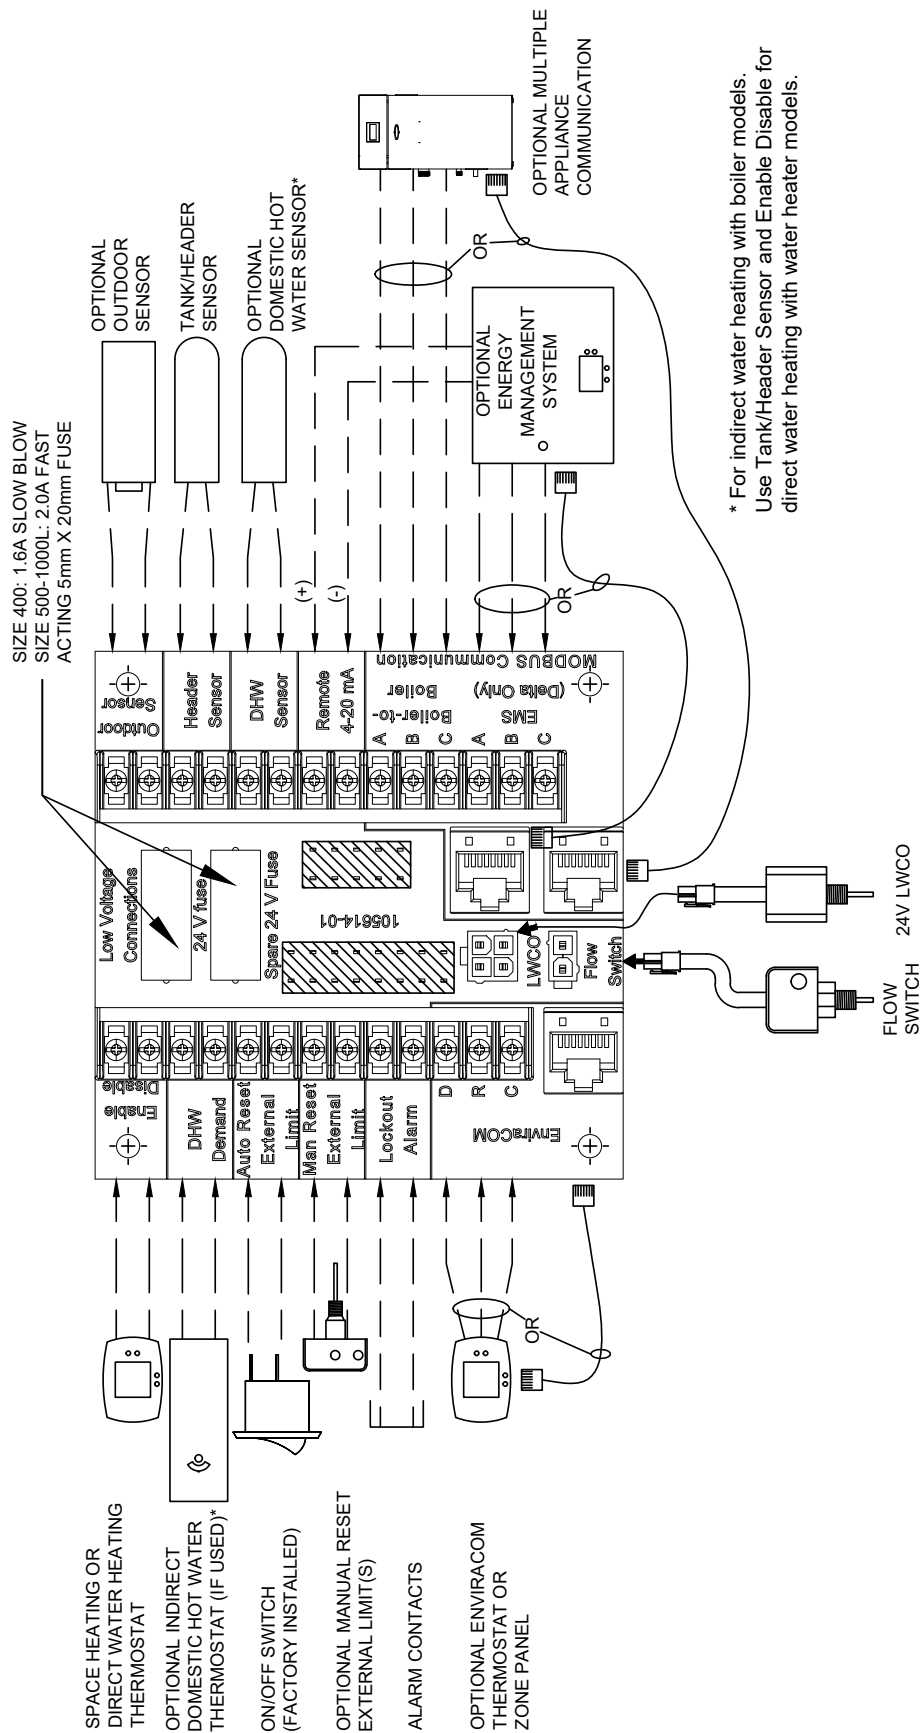 SIZE 400: 1.6A SLOW BLOW
SIZE 500-1000L: 2.0A FAST
ACTING 5mm X 20mm FUSE
OPTIONAL
OUTDOOR
SENSOR
TANK/HEADER
SENSOR
OPTIONAL
DOMESTIC HOT
WATER SENSOR*
(+)
(-)
OR
OPTIONAL MULTIPLE
APPLIANCE
COMMUNICATION
OPTIONAL
ENERGY
MANAGEMENT
SYSTEM
OR
* For indirect water heating with boiler models.
Use Tank/Header Sensor and Enable Disable for
direct water heating with water heater models.
Outdoor
Sensor
Header
Sensor
DHW
Sensor
Remote
4-20 mA
Boiler-to-
Boiler
A
B
C
EMS
(Delta Only)
A
B
C
MODBUS Communication
Low Voltage
Connections
24 V fuse
Spare 24 V Fuse
105614-01
LWCO
Flow
Switch
Enable
Disable
DHW
Demand
Auto Reset
External
Limit
Man Reset
External
Limit
Lockout
Alarm
D
R
C
EnviraCOM
OR
24V LWCO
FLOW
SWITCH
SPACE HEATING OR
DIRECT WATER HEATING
THERMOSTAT
OPTIONAL INDIRECT
DOMESTIC HOT WATER
THERMOSTAT (IF USED)*
ON/OFF SWITCH
(FACTORY INSTALLED)
OPTIONAL MANUAL RESET
EXTERNAL LIMIT(S)
ALARM CONTACTS
OPTIONAL ENVIRACOM
THERMOSTAT OR
ZONE PANEL